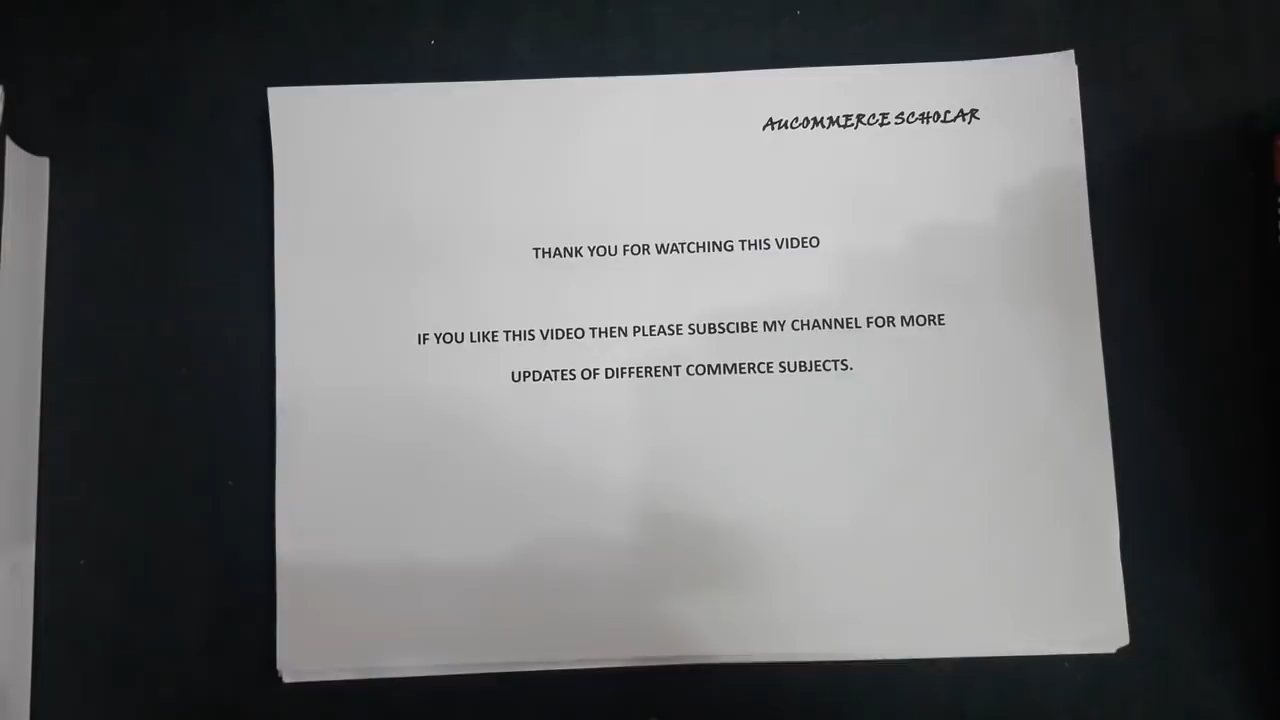 AUCOMMERCE SCHOLAR
THANK YOU FOR WATCHING THIS VIDEO
IF YOU LIKE THIS VIDEO THEN PLEASE SUBSCIBE MY CHANNEL FOR MORE
UPDATES OF DIFFERENT COMMERCE SUBJECTS.